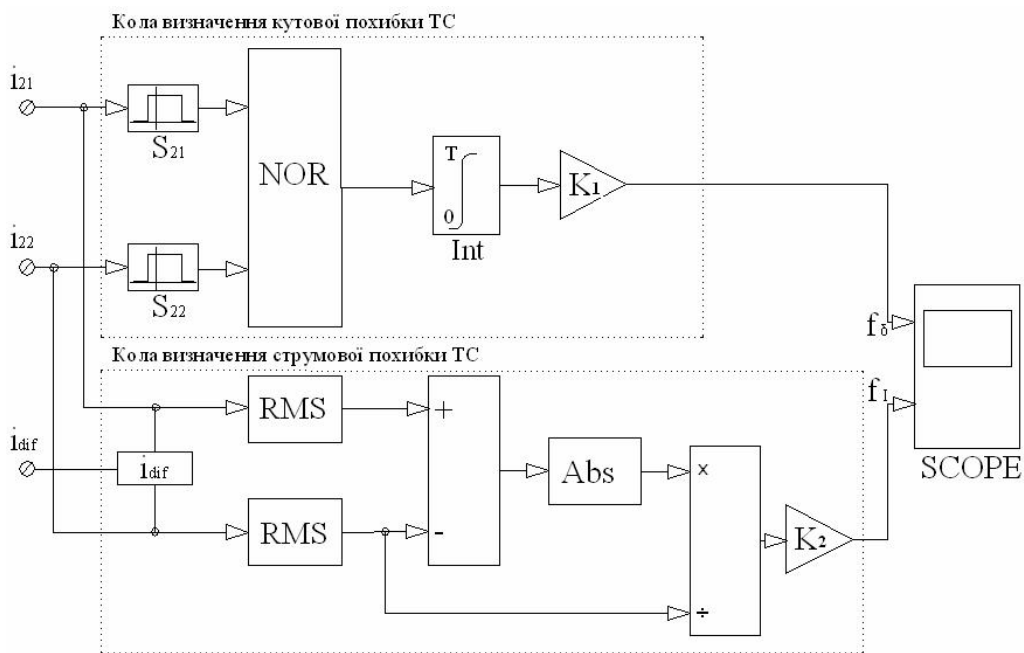 Кола визначення кутової похибки ТС
i21
S21
NOR
T
0
Int
K1
i22
S22
fδ
Кола визначення струмової похибки ТС
fI
RMS
+
idif
idif
Abs
×
SCOPE
RMS
-
K2
÷